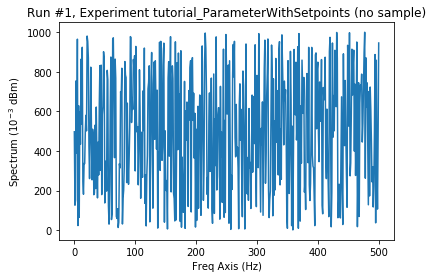 Run #1, Experiment tutorial_ParameterWithSetpoints (no sample)
1000
800
600
400
200
0
Spectrum (10⁻³ dBm)
0 100 200 300 400 500
Freq Axis (Hz)